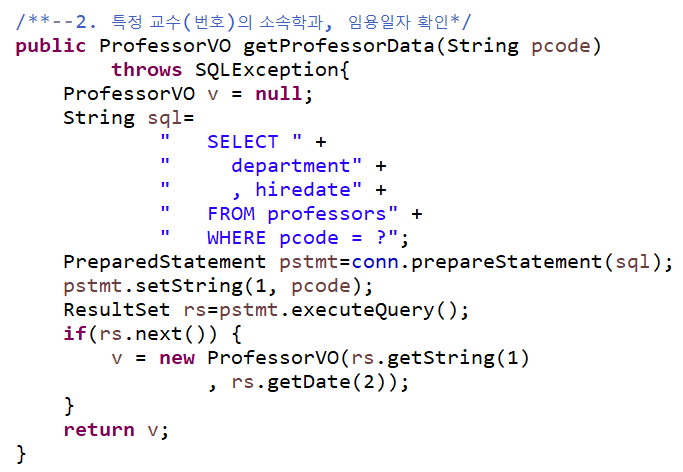 /**--2. 특정 교수(번호)의 소속학과, 임용일자 확인*/
public ProfessorVO getProfessorData(String pcode)
        throws SQLException{
    ProfessorVO v = null;
    String sql=
            "   SELECT " +
            "     department" +
            "     , hiredate" +
            "   FROM professors" +
            "   WHERE pcode = ?";
    PreparedStatement pstmt=conn.prepareStatement(sql);
    pstmt.setString(1, pcode);
    ResultSet rs=pstmt.executeQuery();
    if(rs.next()) {
        v = new ProfessorVO(rs.getString(1)
                , rs.getDate(2));
    }
    return v;
}